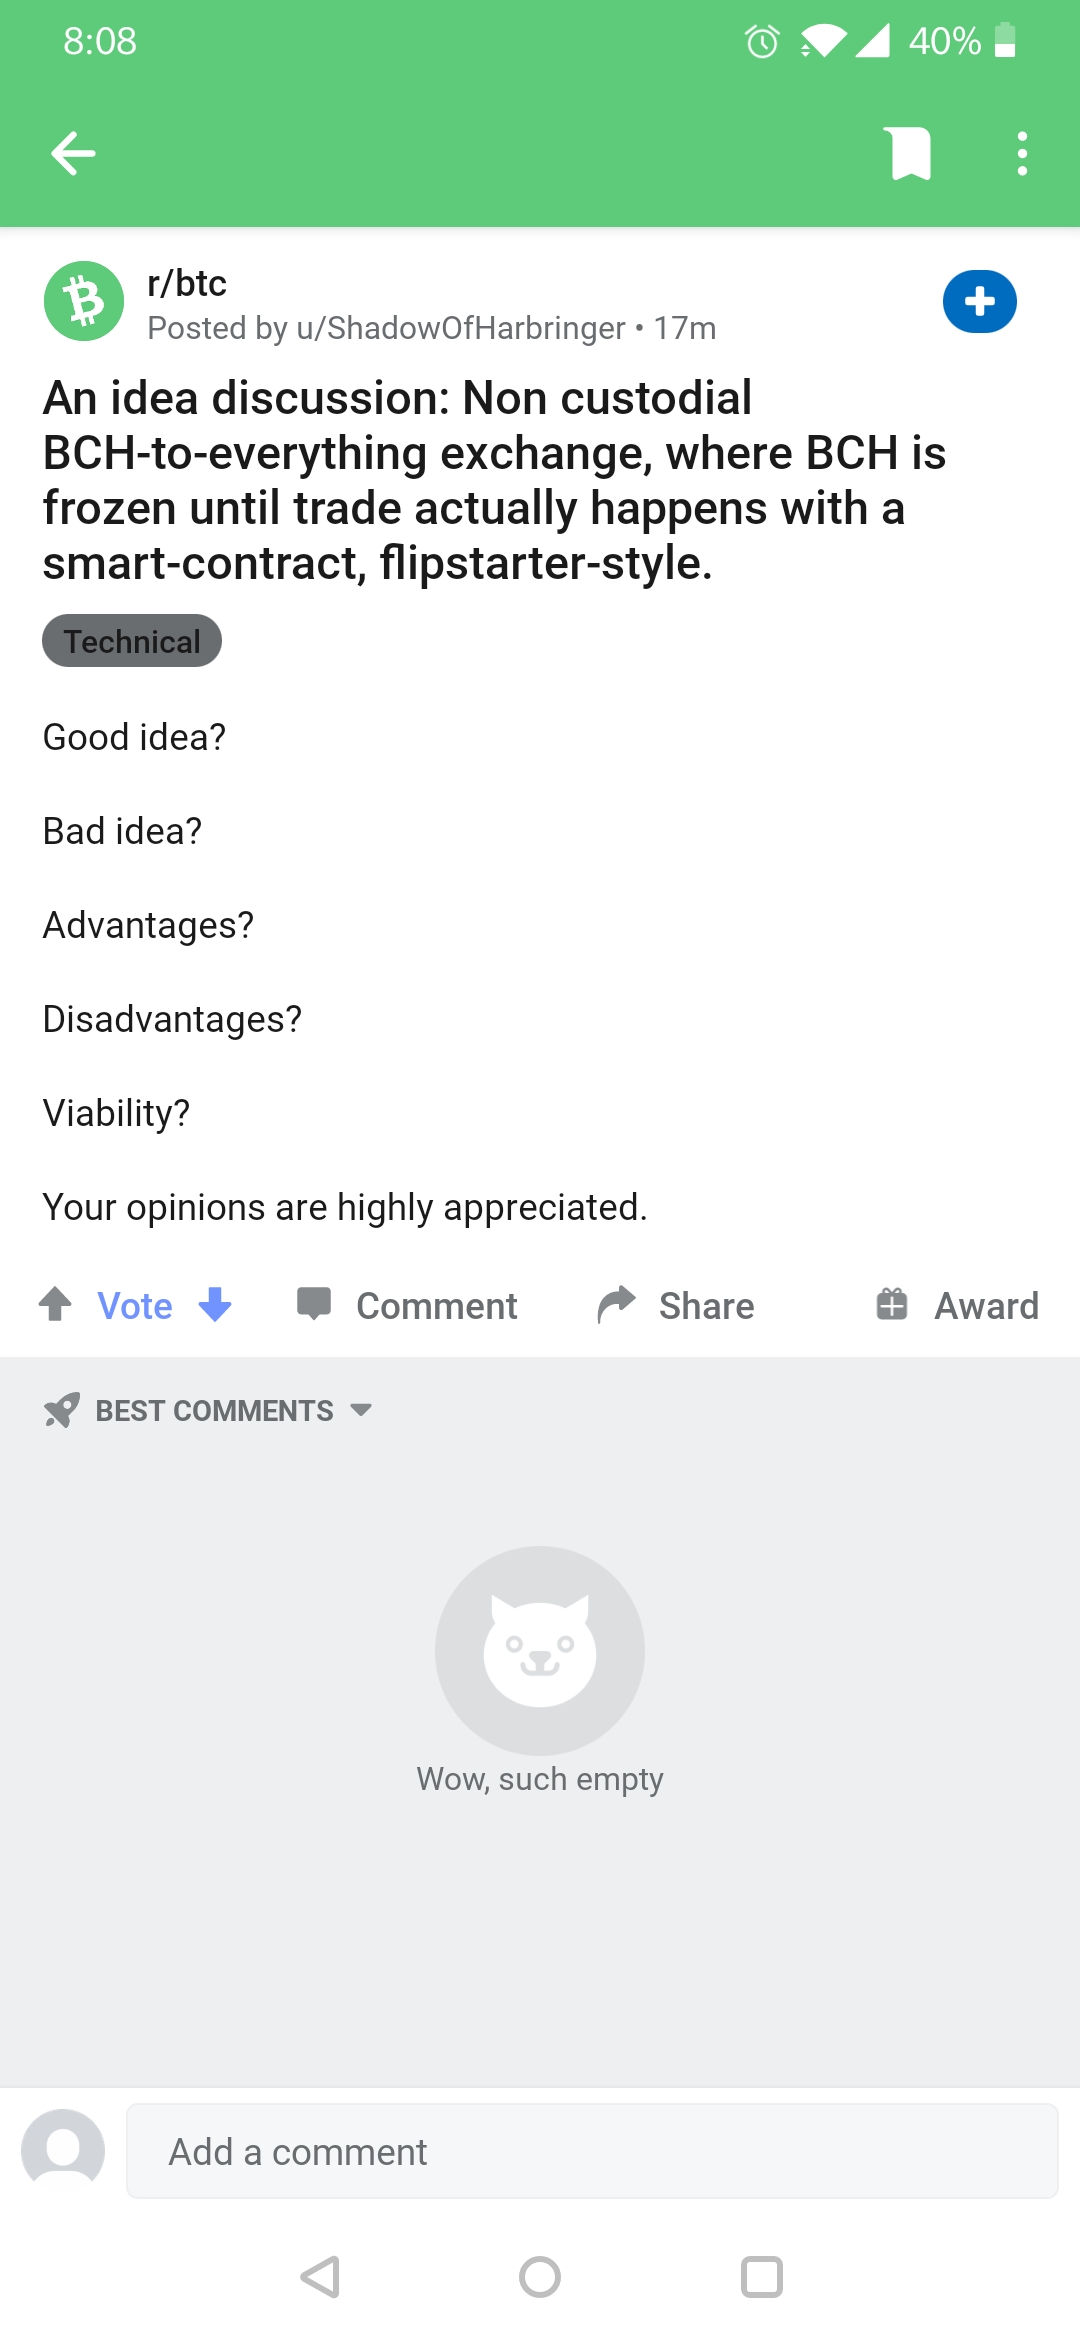 8:08
40%
r/btc
Posted by u/ShadowOfHarbringer • 17m
An idea discussion: Non custodial
BCH-to-everything exchange, where BCH is
frozen until trade actually happens with a
smart-contract, flipstarter-style.
Technical
Good idea?
Bad idea?
Advantages?
Disadvantages?
Viability?
Your opinions are highly appreciated.
Vote Comment Share Award
BEST COMMENTS
Wow, such empty
Add a comment